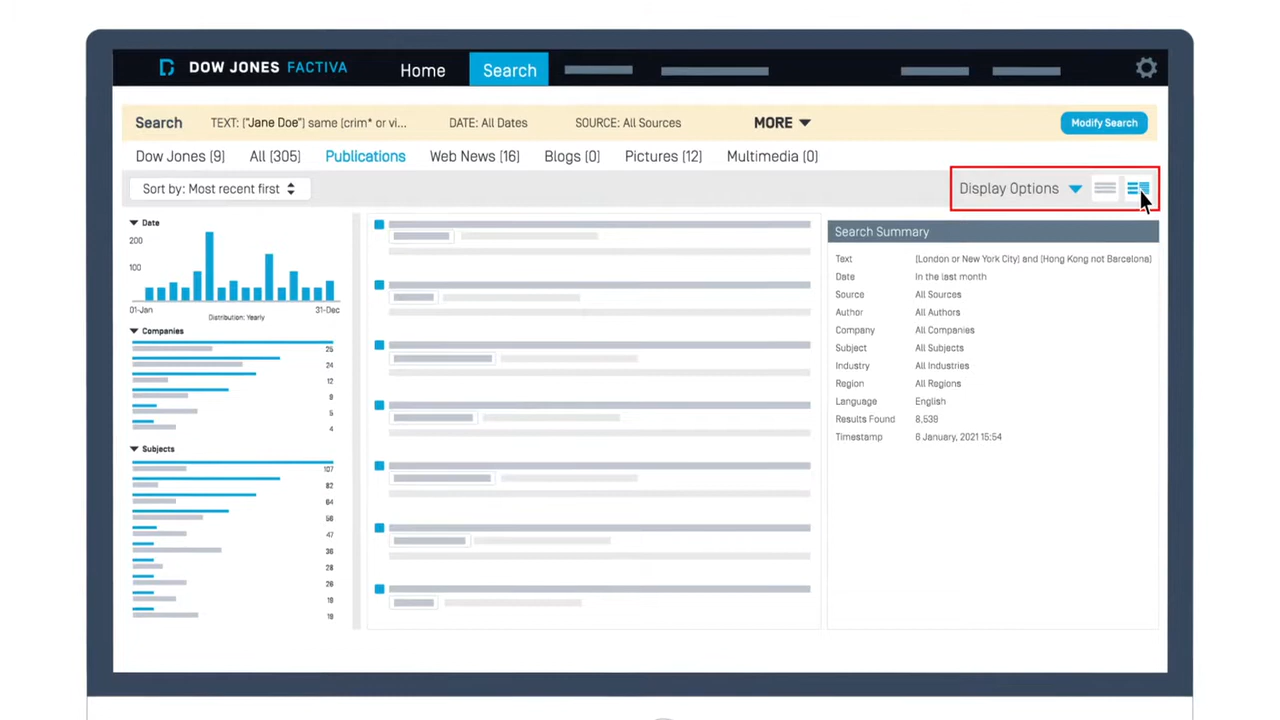 DOW JONES FACTIVA Home Search
Search TEXT: ("Jane Doe") same (crim* or vi... DATE: All Dates SOURCE: All Sources MORE Modify Search
Dow Jones (9) All (305) Publications Web News (16) Blogs (0) Pictures (12) Multimedia (0)
Sort by: Most recent first Display Options
Date
200
100
01-Jan 31-Dec
Distribution: Yearly
Companies
25
24
12
9
5
4
Subjects
107
82
64
56
47
36
28
26
19
18
Search Summary
Text (London or New York City) and (Hong Kong not Barcelona)
Date In the last month
Source All Sources
Author All Authors
Company All Companies
Subject All Subjects
Industry All Industries
Region All Regions
Language English
Results Found 8,539
Timestamp 6 January, 2021 15:54